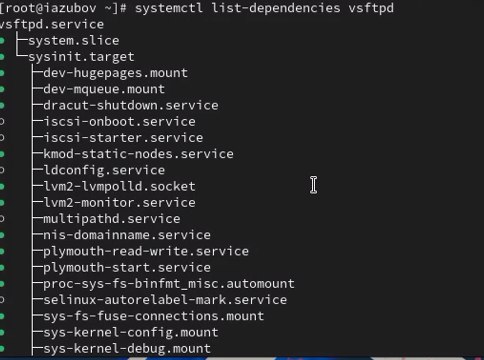 [root@iazubov ~]# systemctl list-dependencies vsftpd
vsftpd.service
● ├─system.slice
● └─sysinit.target
●   ├─dev-hugepages.mount
●   ├─dev-mqueue.mount
●   ├─dracut-shutdown.service
○   ├─iscsi-onboot.service
○   ├─iscsi-starter.service
●   ├─kmod-static-nodes.service
○   ├─ldconfig.service
●   ├─lvm2-lvmpolld.socket
●   ├─lvm2-monitor.service
○   ├─multipathd.service
●   ├─nis-domainname.service
●   ├─plymouth-read-write.service
●   ├─plymouth-start.service
●   ├─proc-sys-fs-binfmt_misc.automount
○   ├─selinux-autorelabel-mark.service
●   ├─sys-fs-fuse-connections.mount
●   ├─sys-kernel-config.mount
●   ├─sys-kernel-debug.mount